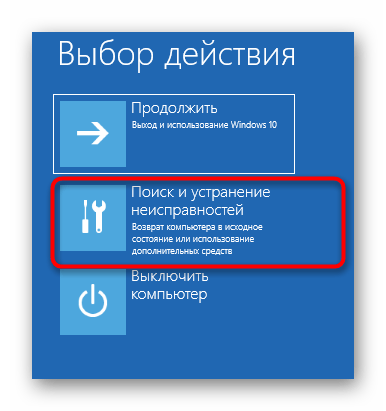 Выбор действия
Продолжить
Выход и использование Windows 10
Поиск и устранение
неисправностей
Возврат компьютера в исходное
состояние или использование
дополнительных средств
Выключить
компьютер